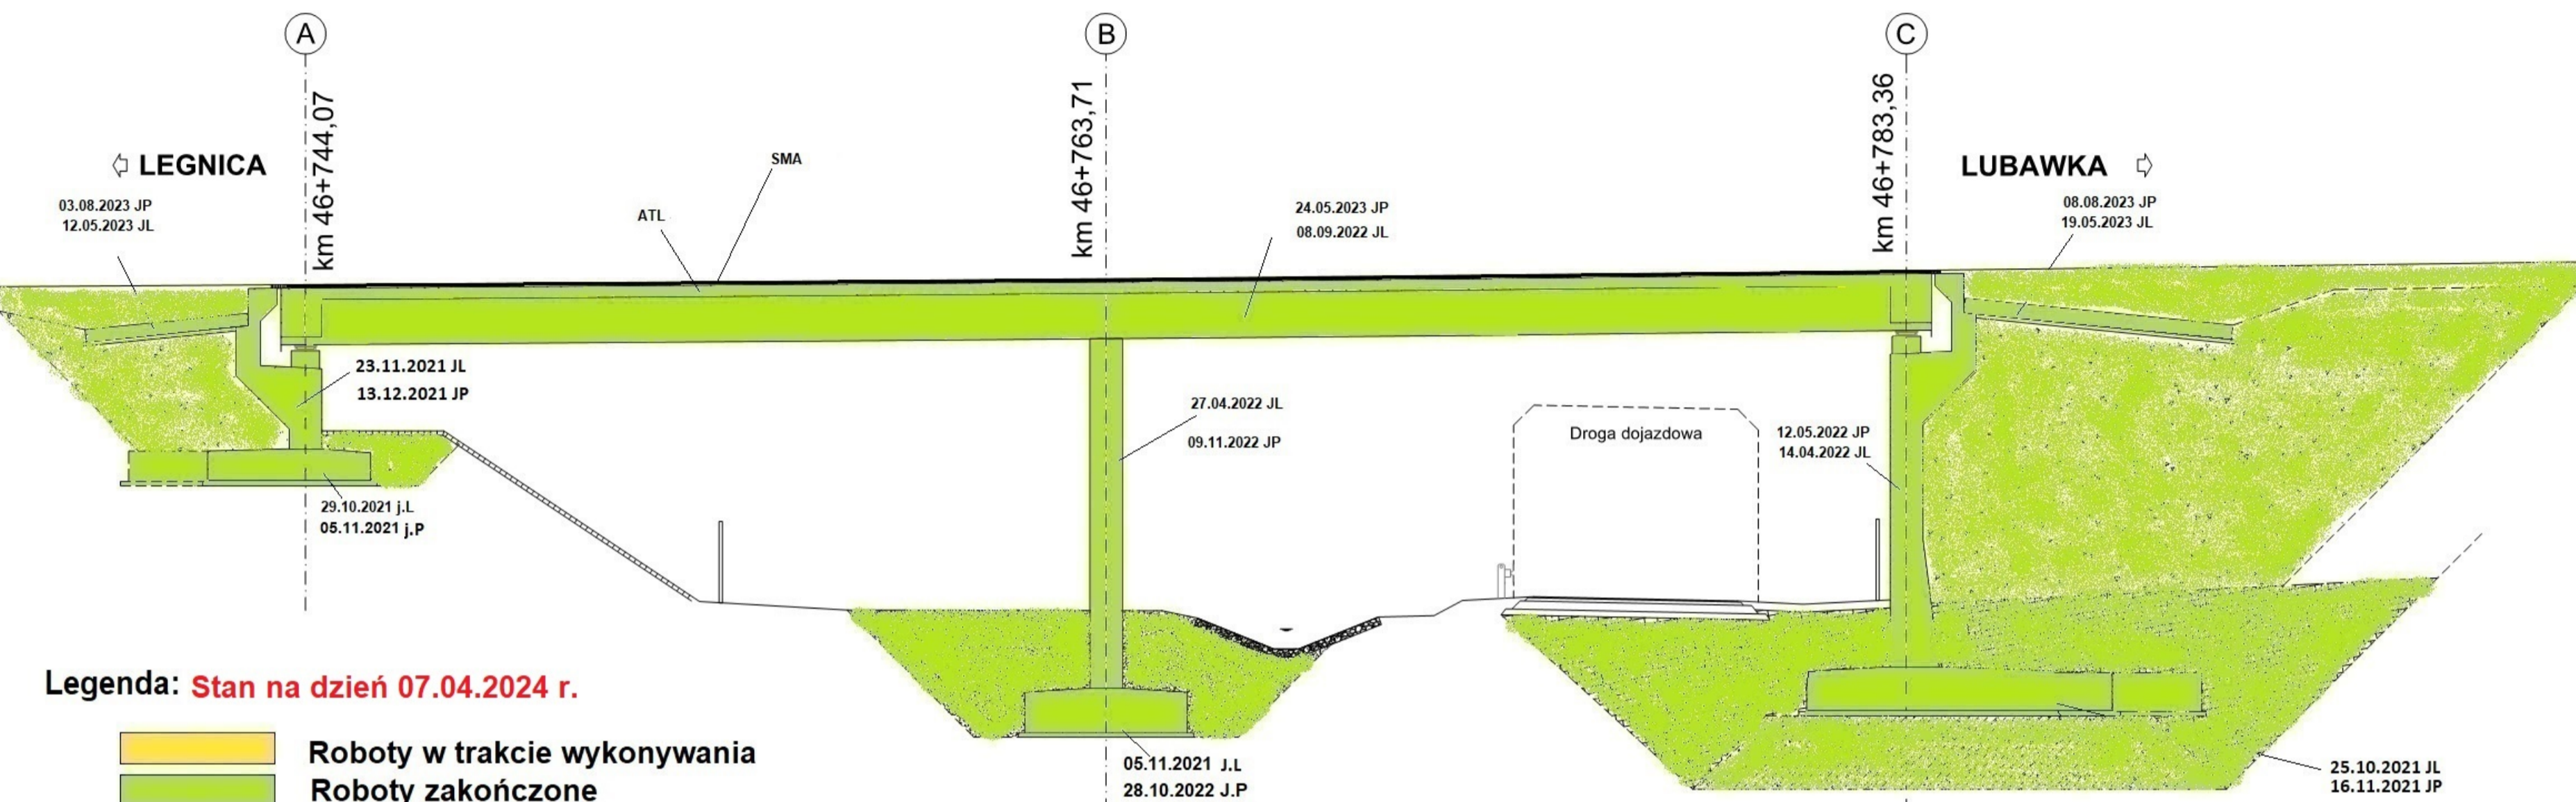 A
B
C
km 46+744,07
km 46+763,71
km 46+783,36
LEGNICA
LUBAWKA
03.08.2023 JP
12.05.2023 JL
SMA
ATL
24.05.2023 JP
08.09.2022 JL
08.08.2023 JP
19.05.2023 JL
23.11.2021 JL
13.12.2021 JP
27.04.2022 JL
09.11.2022 JP
Droga dojazdowa
12.05.2022 JP
14.04.2022 JL
29.10.2021 j.L
05.11.2021 j.P
Legenda: Stan na dzień 07.04.2024 r.
Roboty w trakcie wykonywania
Roboty zakończone
05.11.2021 J.L
28.10.2022 J.P
25.10.2021 JL
16.11.2021 JP